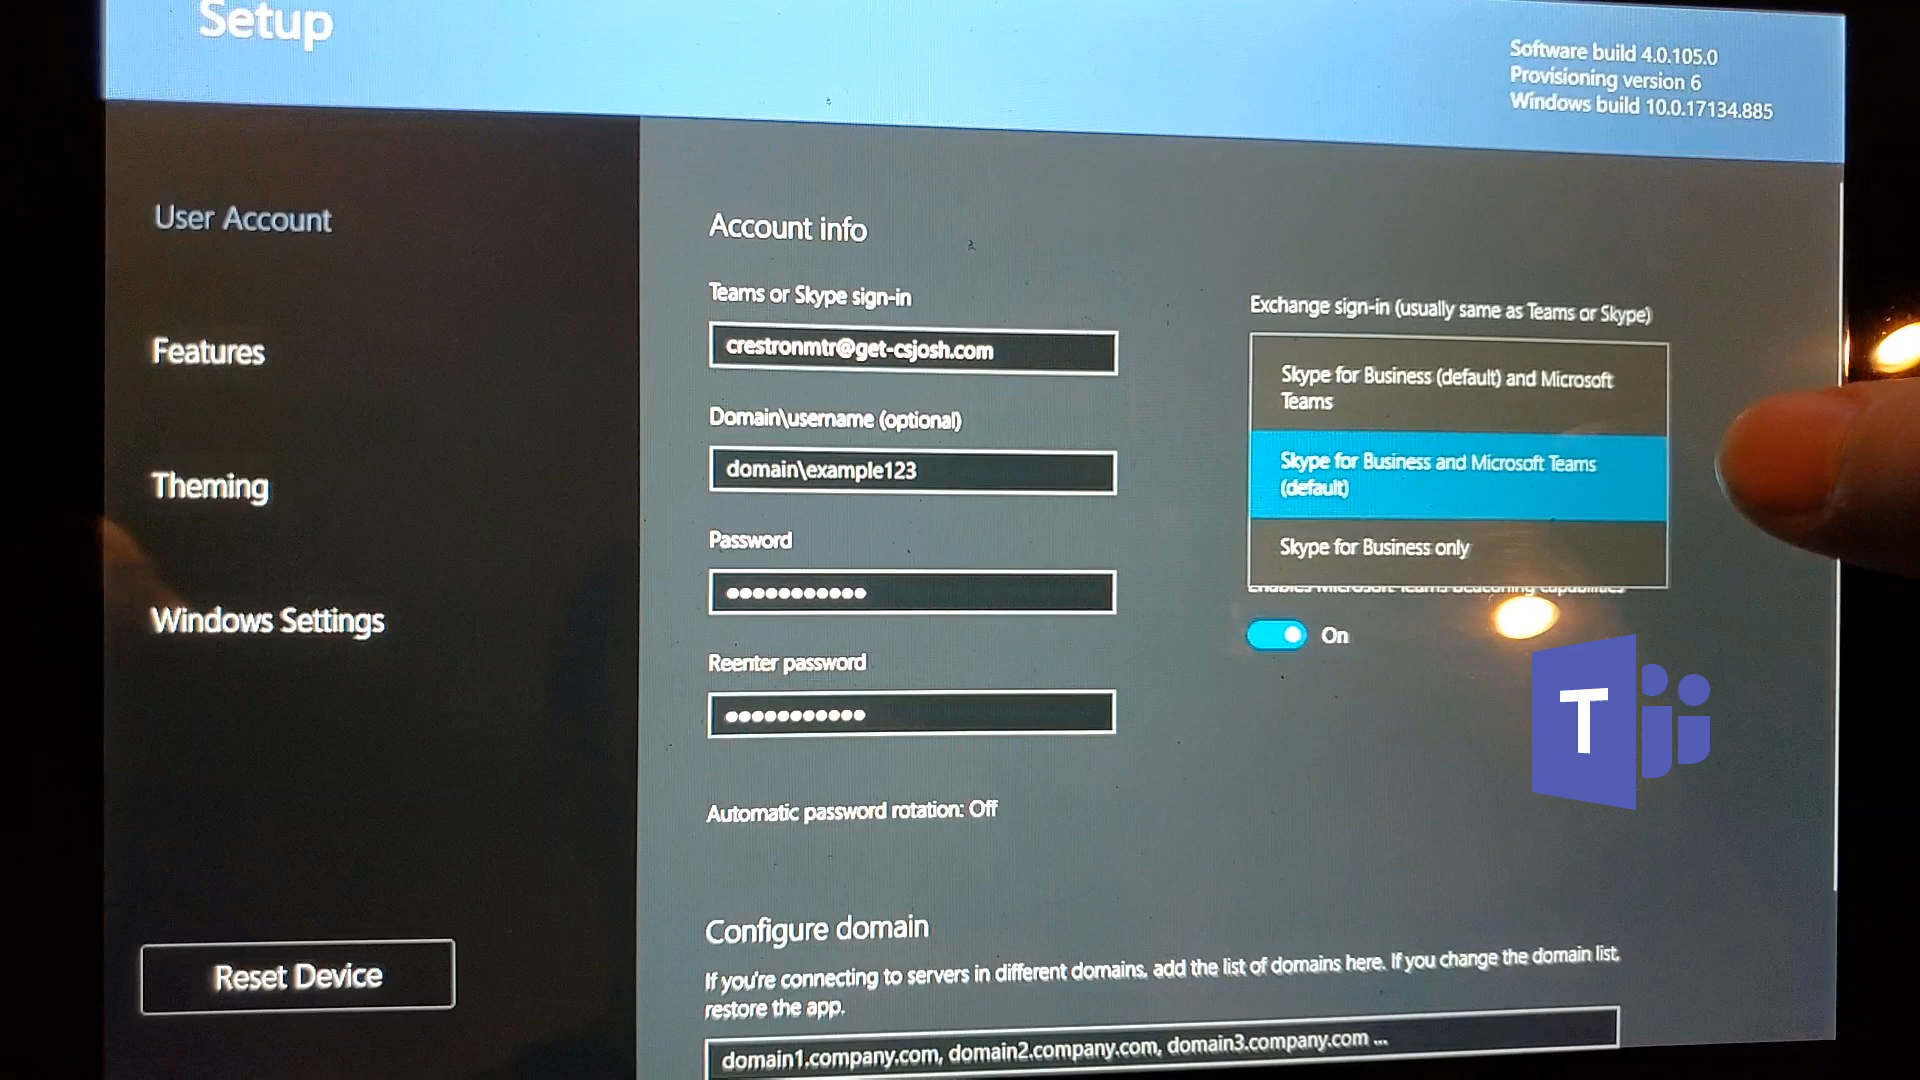 Setup
Software build 4.0.105.0
Provisioning version 6
Windows build 10.0.17134.885
User Account
Features
Theming
Windows Settings
Reset Device
Account info
Teams or Skype sign-in
crestronmtr@get-csjosh.com
Domain\username (optional)
domain\example123
Password
Reenter password
Automatic password rotation: Off
Exchange sign-in (usually same as Teams or Skype)
Skype for Business (default) and Microsoft
Teams
Skype for Business and Microsoft Teams
(default)
Skype for Business only
Enables Microsoft Teams beaconing capabilities
On
T
Configure domain
If you're connecting to servers in different domains, add the list of domains here. If you change the domain list,
restore the app.
domain1.company.com, domain2.company.com, domain3.company.com ...